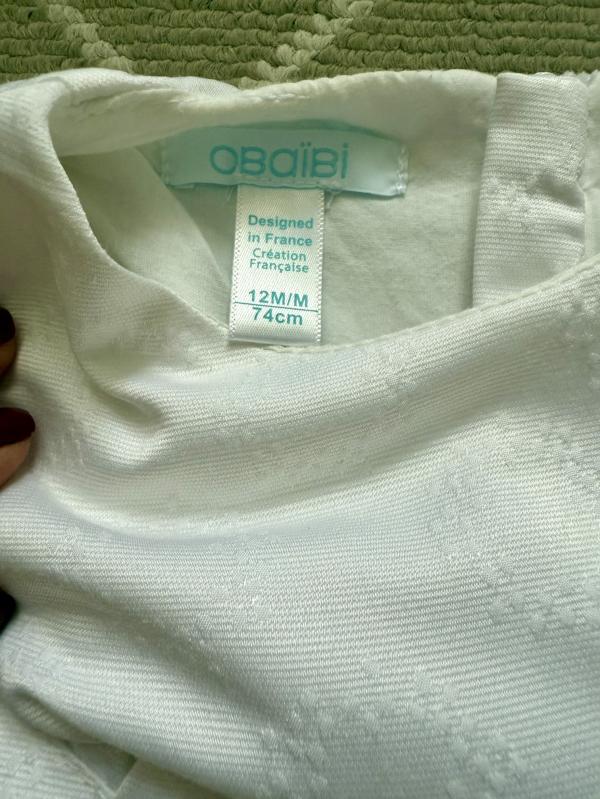 OBaïBi
Designed
in France
Création
Française
12M/M
74cm